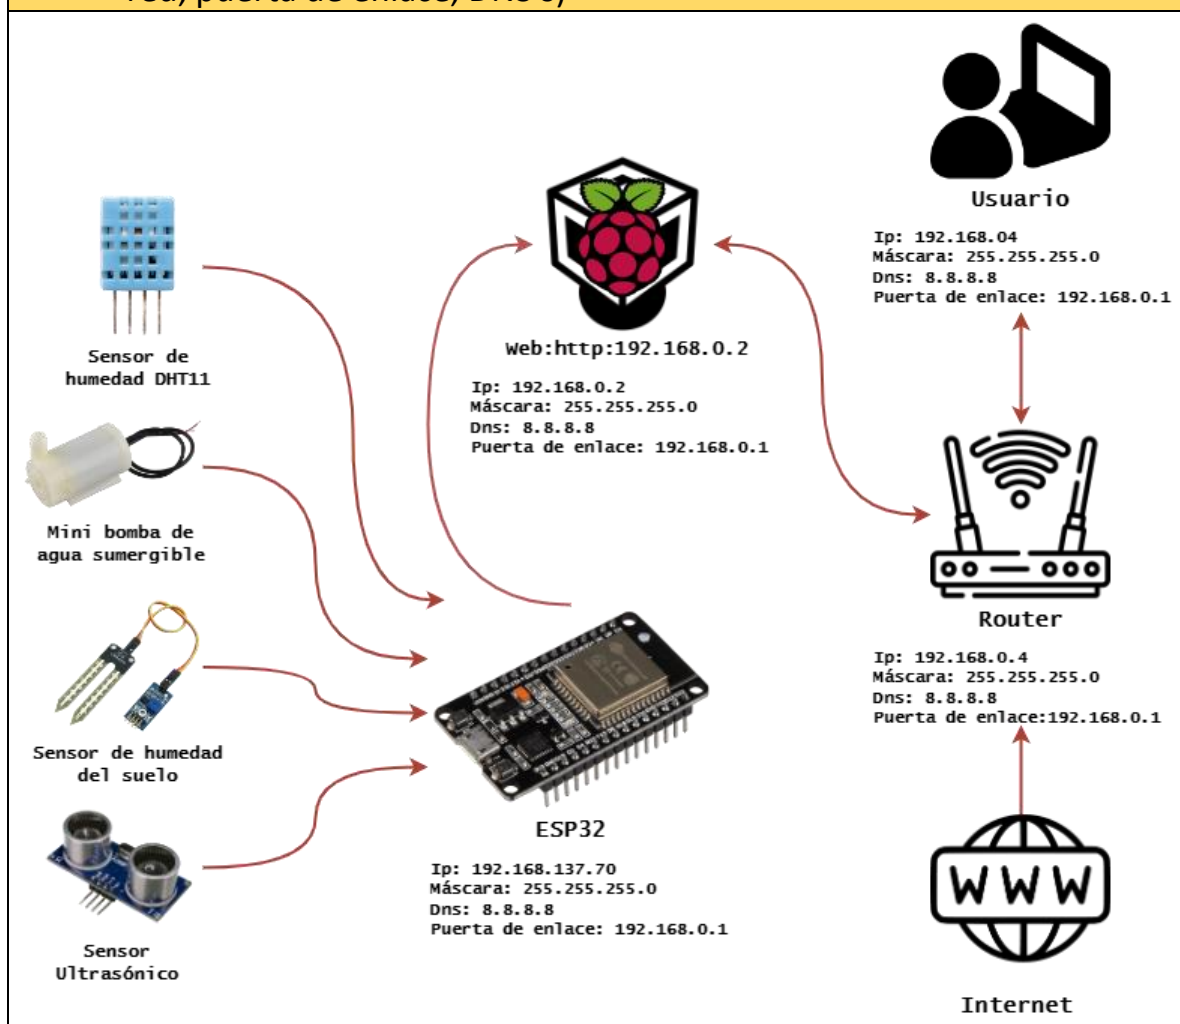 red, puerta de enlace, DNS's)
Usuario
Ip: 192.168.04
Máscara: 255.255.255.0
Dns: 8.8.8.8
Puerta de enlace: 192.168.0.1
Sensor de
humedad DHT11
Web:http:192.168.0.2
Ip: 192.168.0.2
Máscara: 255.255.255.0
Dns: 8.8.8.8
Puerta de enlace: 192.168.0.1
Mini bomba de
agua sumergible
Router
Ip: 192.168.0.4
Máscara: 255.255.255.0
Dns: 8.8.8.8
Puerta de enlace:192.168.0.1
Sensor de humedad
del suelo
ESP32
Ip: 192.168.137.70
Máscara: 255.255.255.0
Dns: 8.8.8.8
Puerta de enlace: 192.168.0.1
WWW
Sensor
Ultrasónico
Internet